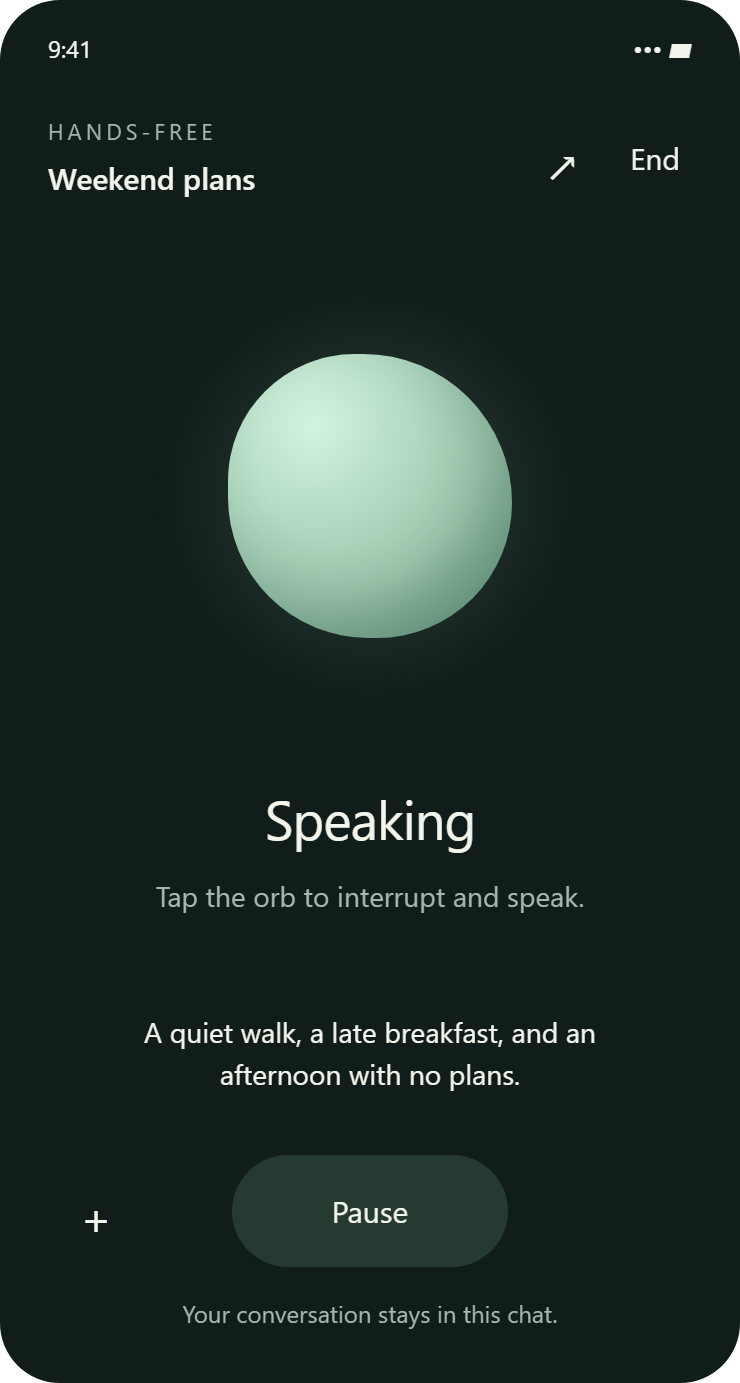 9:41
HANDS-FREE
Weekend plans
End
Speaking
Tap the orb to interrupt and speak.
A quiet walk, a late breakfast, and an
afternoon with no plans.
+
Pause
Your conversation stays in this chat.